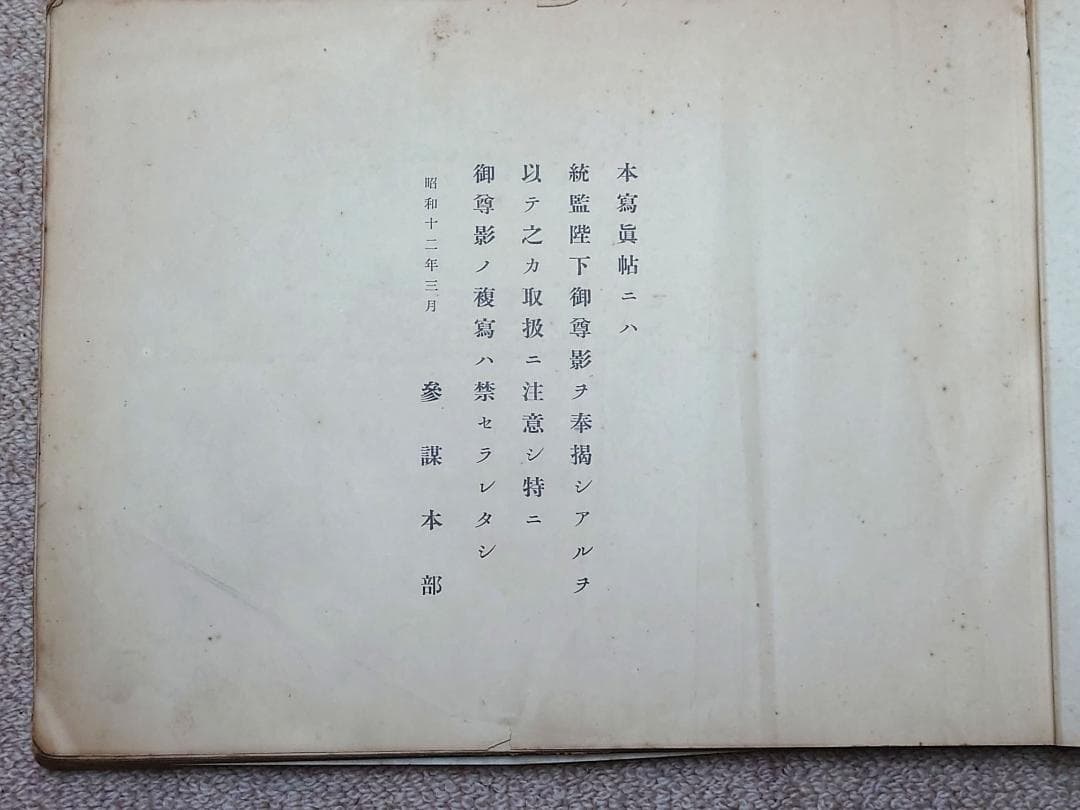 本寫眞帖ニハ
統監陛下御尊影ヲ奉揭シアルヲ
以テ之カ取扱ニ注意シ特ニ
御尊影ノ複寫ハ禁セラレタシ
昭和十二年三月　參謀本部